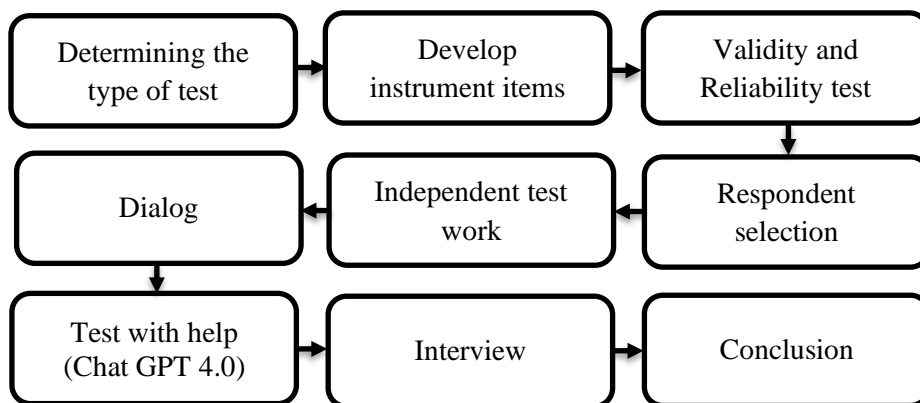 Determining the
type of test
Develop
instrument items
Validity and
Reliability test
Respondent
selection
Independent test
work
Dialog
Test with help
(Chat GPT 4.0)
Interview
Conclusion